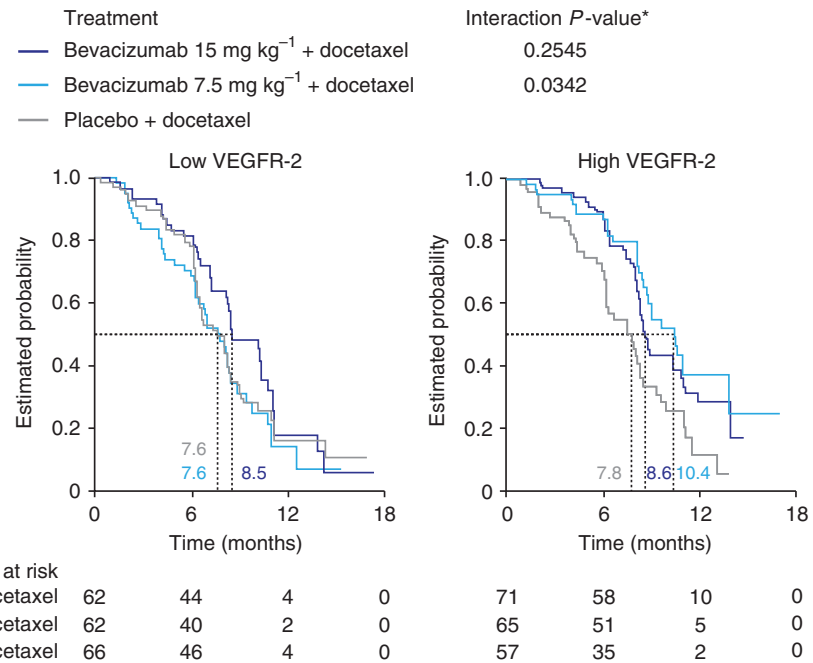 Treatment Interaction P-value*
Bevacizumab 15 mg kg⁻¹ + docetaxel 0.2545
Bevacizumab 7.5 mg kg⁻¹ + docetaxel 0.0342
Placebo + docetaxel
Low VEGFR-2 High VEGFR-2
1.0 1.0
0.8 0.8
0.6 0.6
0.4 0.4
0.2 0.2
0 0
Estimated probability Estimated probability
7.6
7.6 8.5 7.8 8.6 10.4
0 6 12 18 0 6 12 18
Time (months) Time (months)
at risk
cetaxel 62 44 4 0 71 58 10 0
cetaxel 62 40 2 0 65 51 5 0
cetaxel 66 46 4 0 57 35 2 0